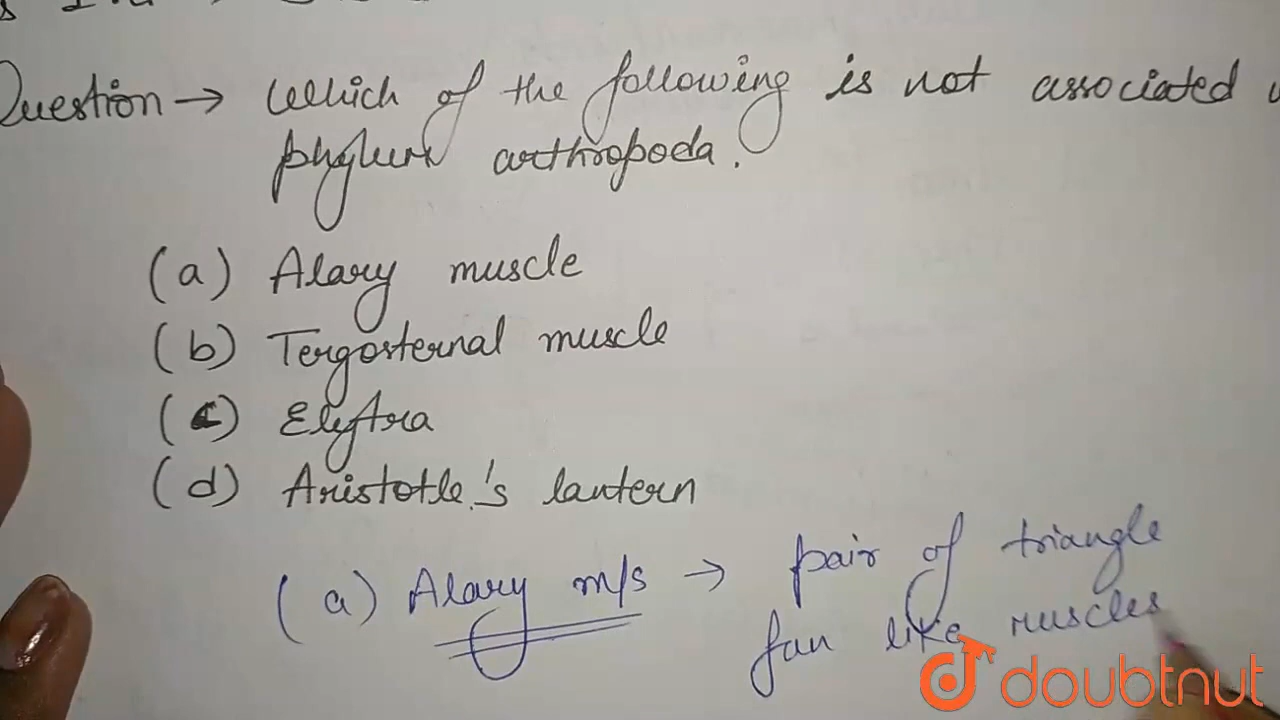 Question → Which of the following is not associated
phylum arthropoda.
(a) Alary muscle
(b) Tergosternal muscle
(c) Elytra
(d) Aristotle's lantern
(a) Alary m/s → pair of triangle
fan like muscles
doubtnut